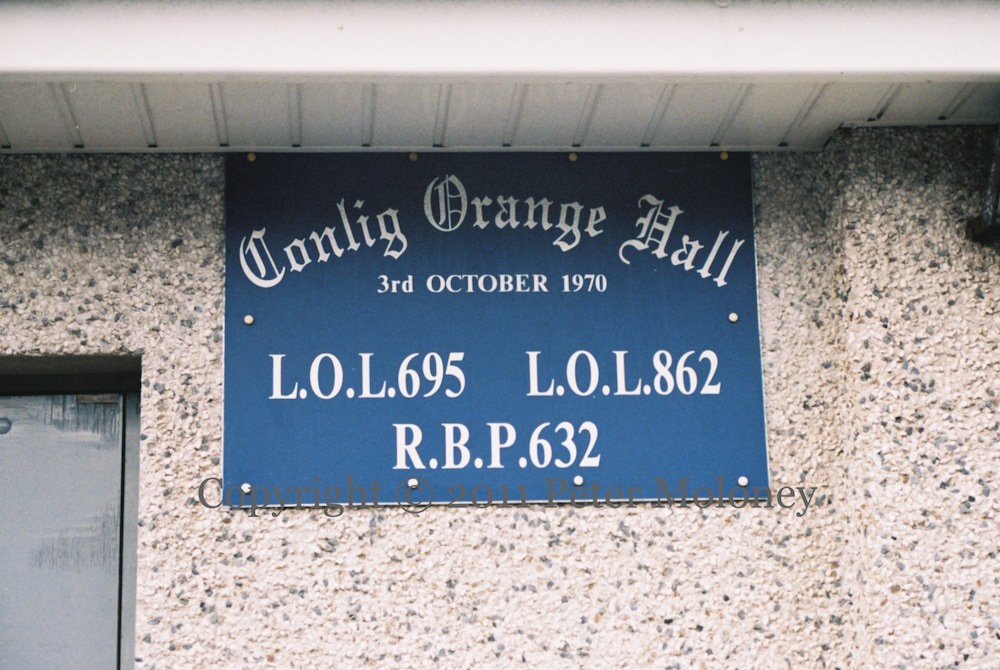 Conlig Orange Hall
3rd OCTOBER 1970
L.O.L.695 L.O.L.862
R.B.P.632
Copyright © 2011 Peter Moloney